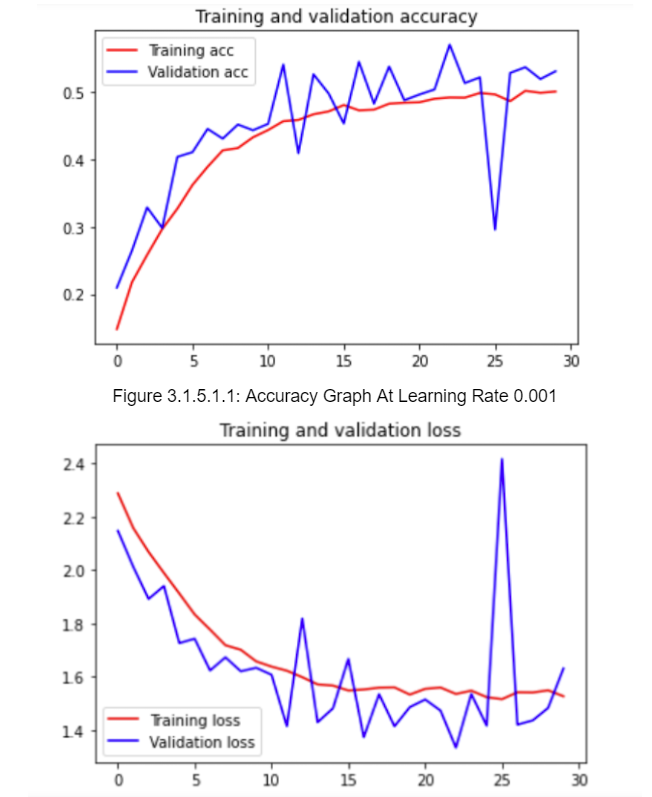 Training and validation accuracy
Training acc
Validation acc
0.5
0.4
0.3
0.2
0 5 10 15 20 25 30
Figure 3.1.5.1.1: Accuracy Graph At Learning Rate 0.001
Training and validation loss
2.4
2.2
2.0
1.8
1.6
1.4
Training loss
Validation loss
0 5 10 15 20 25 30